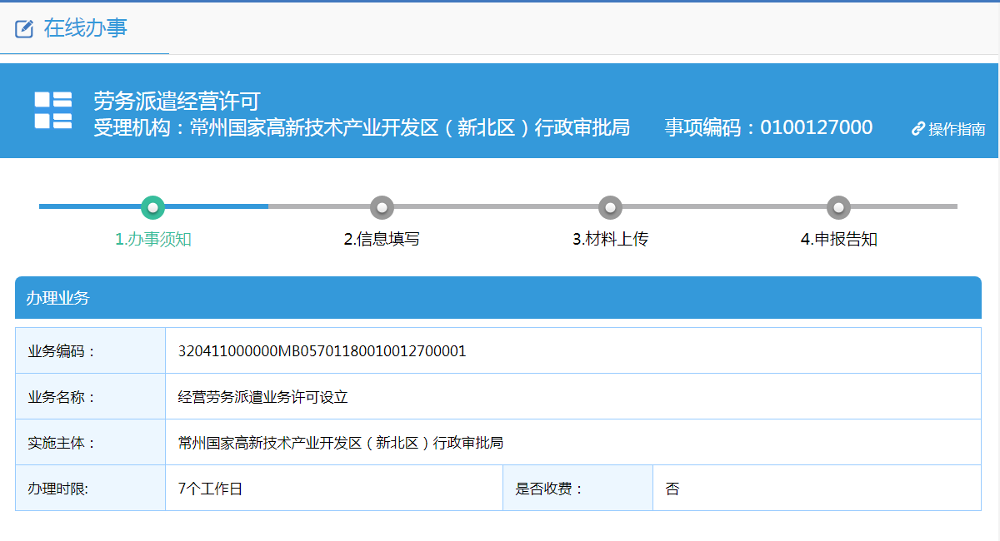 在线办事
劳务派遣经营许可
受理机构：常州国家高新技术产业开发区（新北区）行政审批局 事项编码：0100127000 操作指南
1.办事须知 2.信息填写 3.材料上传 4.申报告知
办理业务
业务编码： 320411000000MB05701180010012700001
业务名称： 经营劳务派遣业务许可设立
实施主体： 常州国家高新技术产业开发区（新北区）行政审批局
办理时限: 7个工作日 是否收费： 否